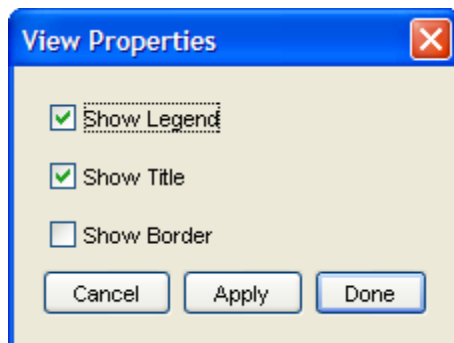 View Properties
Show Legend
Show Title
Show Border
Cancel Apply Done